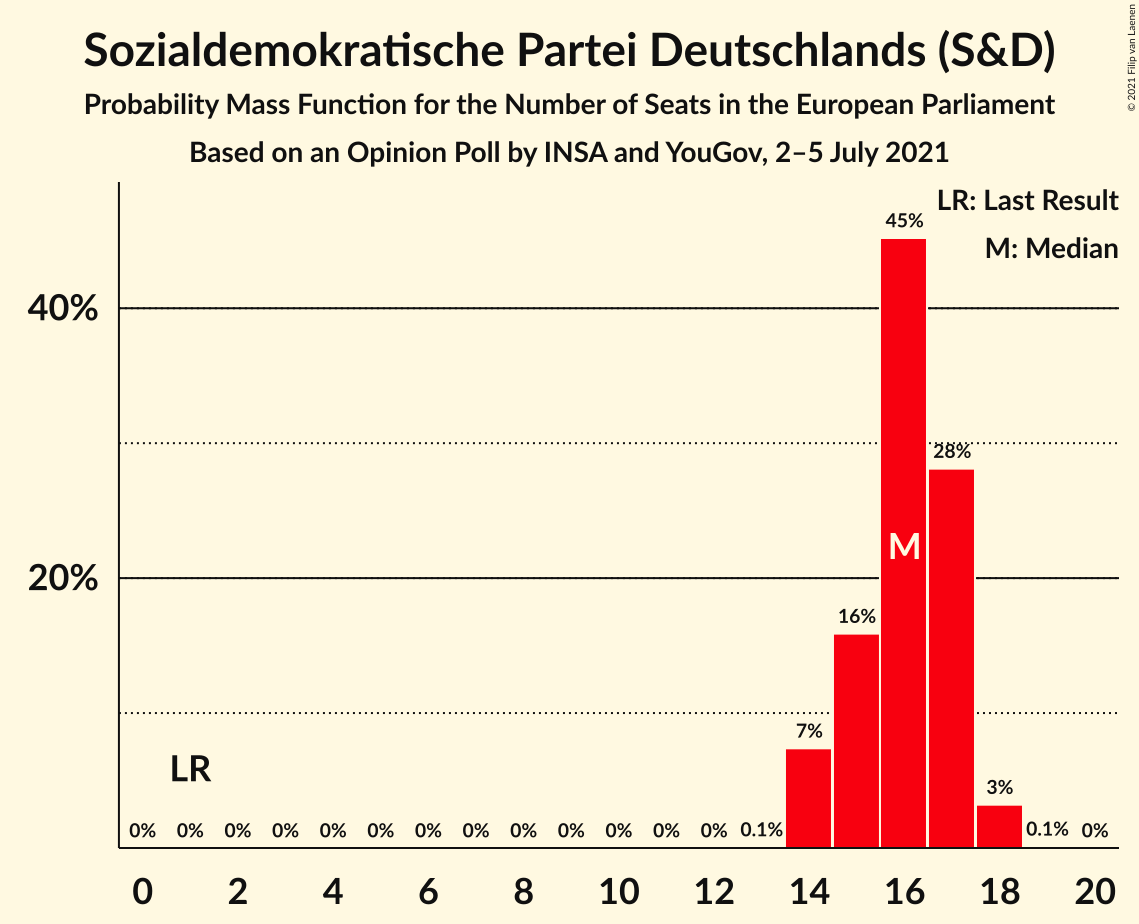 Sozialdemokratische Partei Deutschlands (S&D)
Probability Mass Function for the Number of Seats in the European Parliament
Based on an Opinion Poll by INSA and YouGov, 2–5 July 2021
© 2021 Filip van Laenen
LR: Last Result
M: Median
45%
40%
28%
M
20%
16%
7%
LR
3%
0% 0% 0% 0% 0% 0% 0% 0% 0% 0% 0% 0% 0% 0.1% 0.1% 0%
0 2 4 6 8 10 12 14 16 18 20